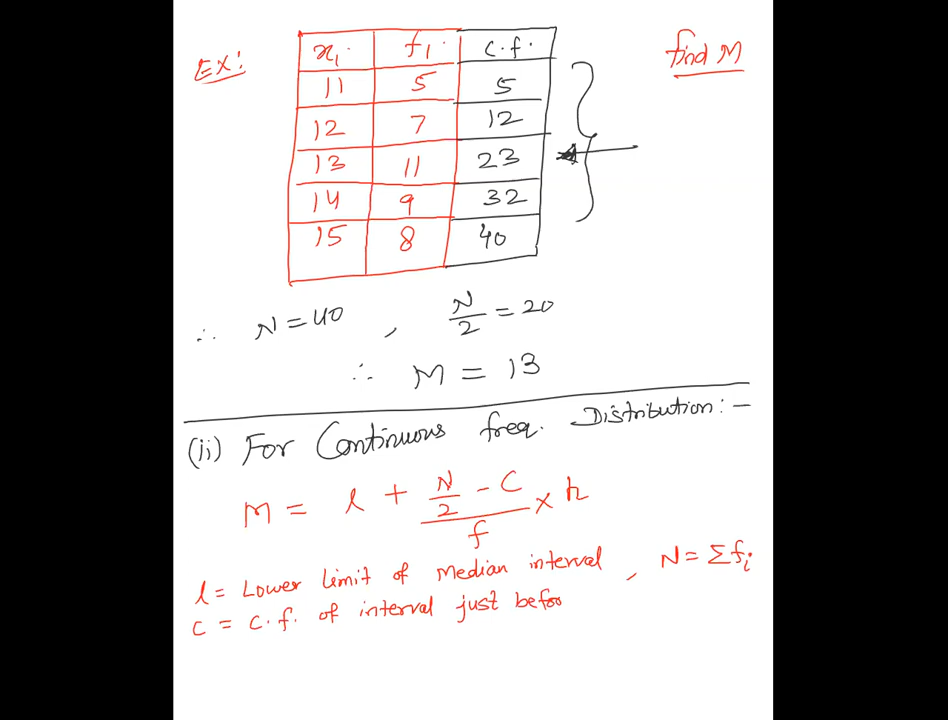 Ex:
find M
xi fi c.f.
11 5 5
12 7 12
13 11 23
14 9 32
15 8 40
∴ N = 40 , N/2 = 20
∴ M = 13
(ii) For Continuous freq. Distribution:-
M = l + (N/2 - C)/f × h
l = Lower limit of median interval , N = Σfi
C = C.f. of interval just befo